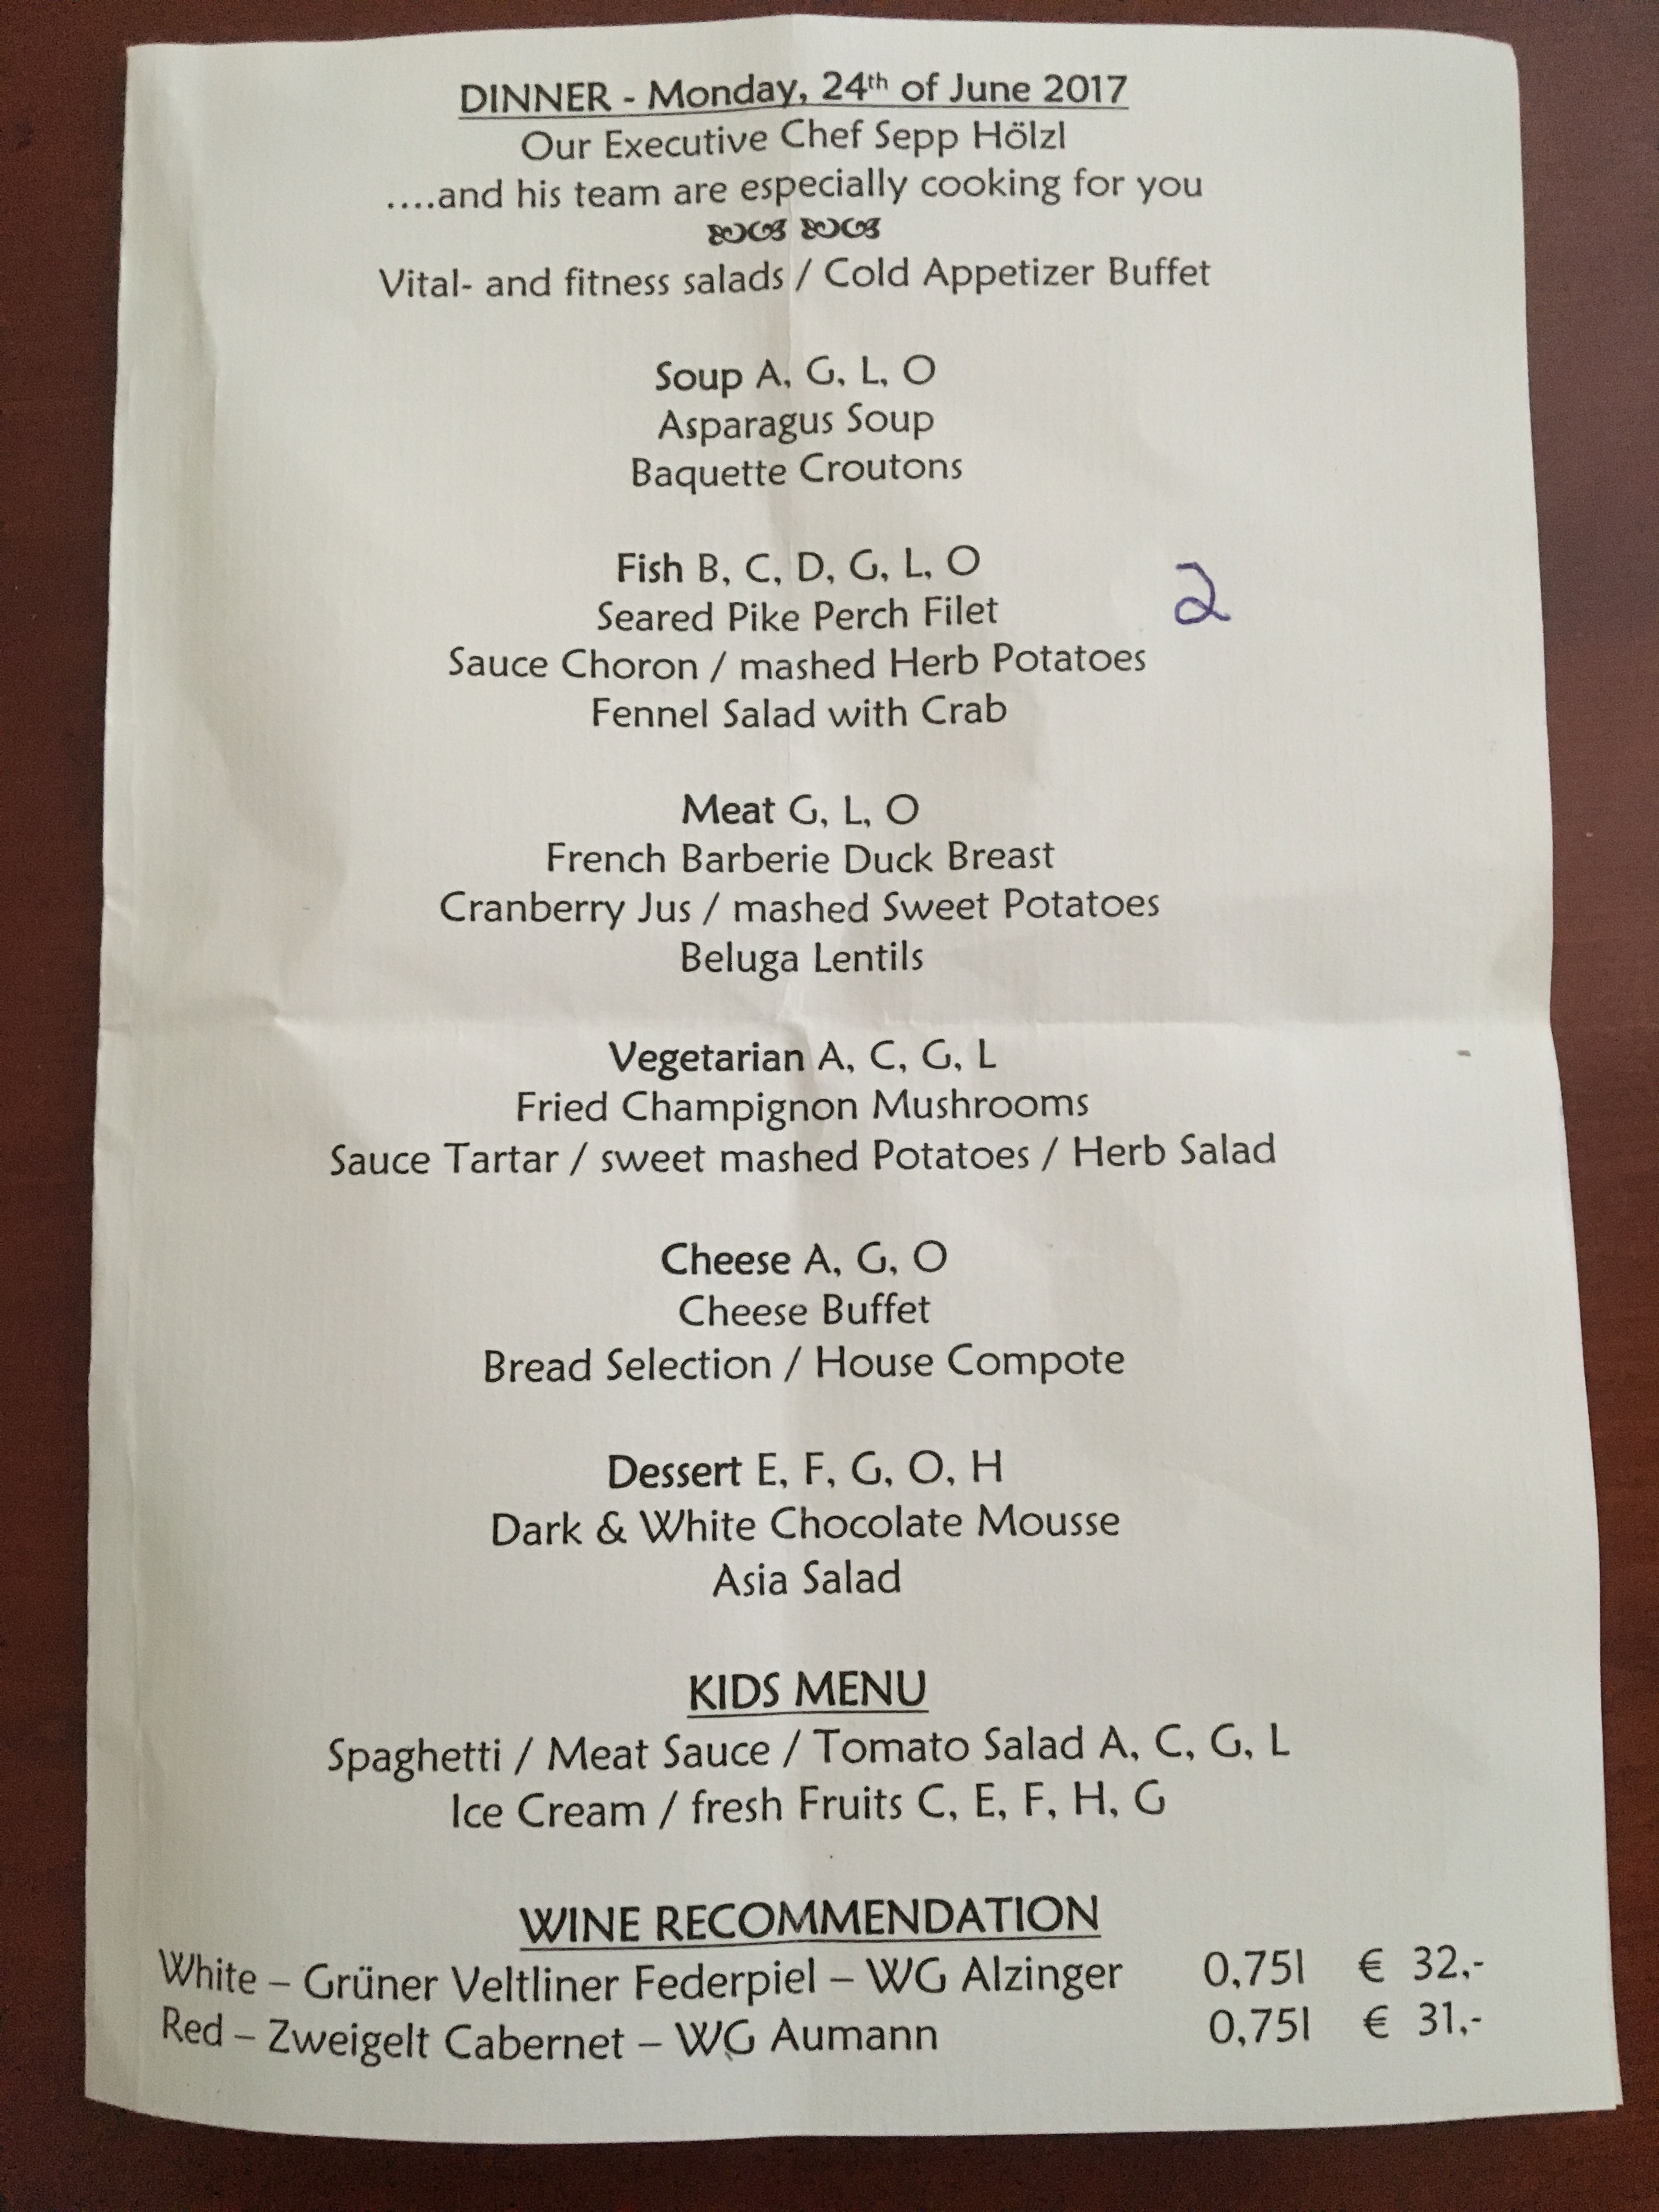 DINNER - Monday, 24th of June 2017
Our Executive Chef Sepp Hölzl
....and his team are especially cooking for you
Vital- and fitness salads / Cold Appetizer Buffet
Soup A, G, L, O
Asparagus Soup
Baquette Croutons
Fish B, C, D, G, L, O
2
Seared Pike Perch Filet
Sauce Choron / mashed Herb Potatoes
Fennel Salad with Crab
Meat G, L, O
French Barberie Duck Breast
Cranberry Jus / mashed Sweet Potatoes
Beluga Lentils
Vegetarian A, C, G, L
Fried Champignon Mushrooms
Sauce Tartar / sweet mashed Potatoes / Herb Salad
Cheese A, G, O
Cheese Buffet
Bread Selection / House Compote
Dessert E, F, G, O, H
Dark & White Chocolate Mousse
Asia Salad
KIDS MENU
Spaghetti / Meat Sauce / Tomato Salad A, C, G, L
Ice Cream / fresh Fruits C, E, F, H, G
WINE RECOMMENDATION
White – Grüner Veltliner Federpiel – WG Alzinger 0,75l € 32,-
Red – Zweigelt Cabernet – WG Aumann 0,75l € 31,-